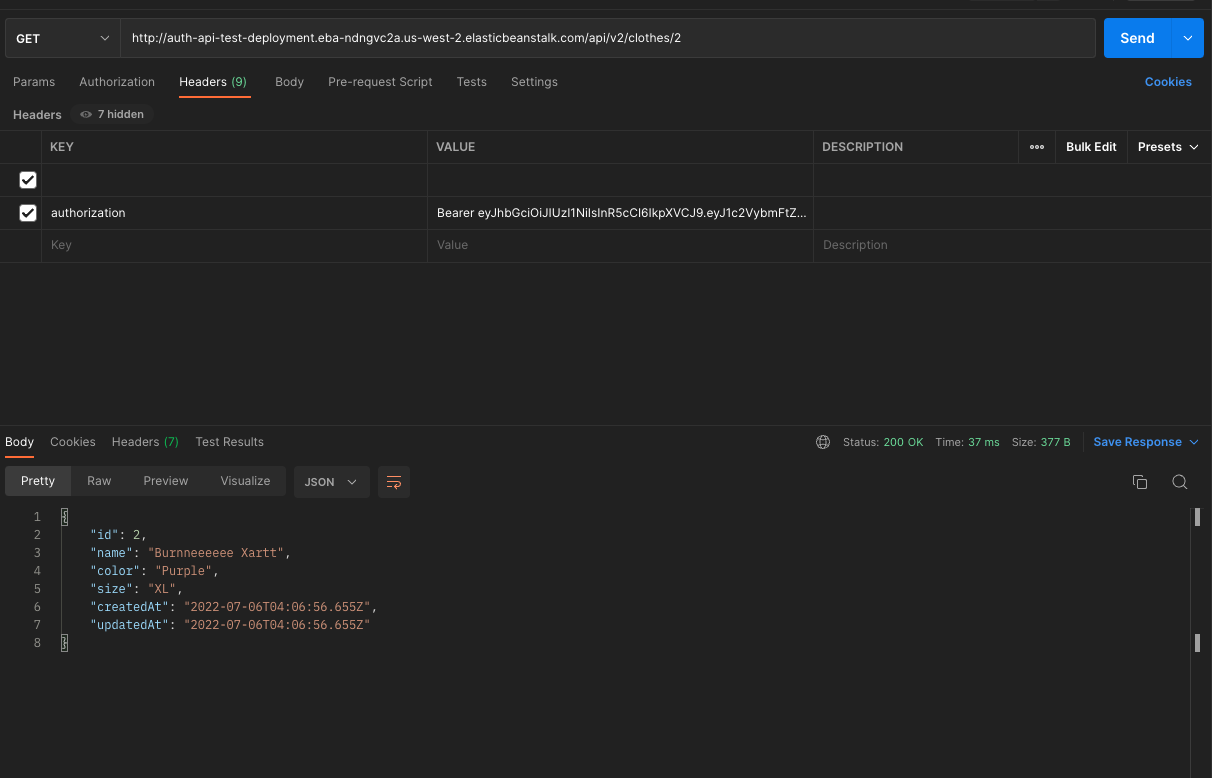 GET http://auth-api-test-deployment.eba-ndngvc2a.us-west-2.elasticbeanstalk.com/api/v2/clothes/2 Send
Params Authorization Headers (9) Body Pre-request Script Tests Settings Cookies
Headers 7 hidden
KEY VALUE DESCRIPTION ••• Bulk Edit Presets
authorization Bearer eyJhbGciOiJIUzI1NiIsInR5cCI6IkpXVCJ9.eyJ1c2VybmFtZ...
Key Value Description
Body Cookies Headers (7) Test Results Status: 200 OK Time: 37 ms Size: 377 B Save Response
Pretty Raw Preview Visualize JSON
1 {
2 "id": 2,
3 "name": "Burnneeeeee Xartt",
4 "color": "Purple",
5 "size": "XL",
6 "createdAt": "2022-07-06T04:06:56.655Z",
7 "updatedAt": "2022-07-06T04:06:56.655Z"
8 }